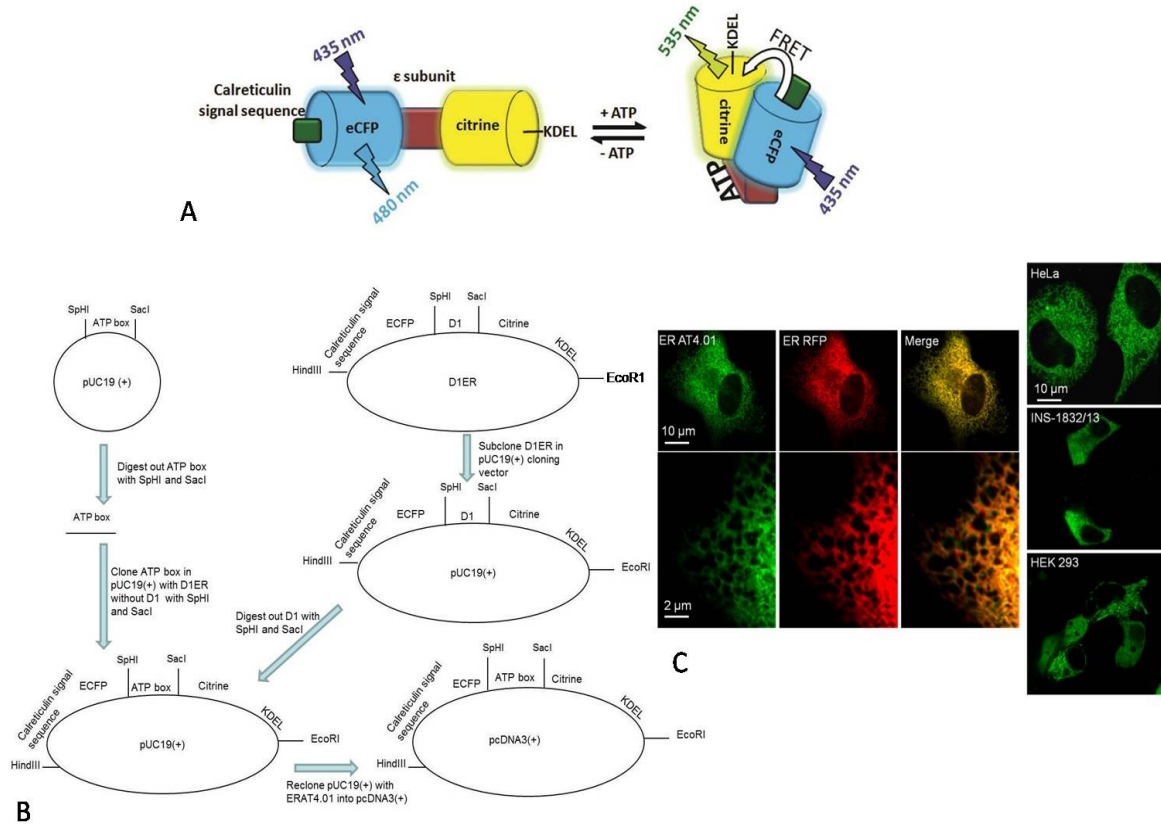 435 nm
ε subunit
Calreticulin
signal sequence
eCFP
citrine
KDEL
480 nm
+ ATP
- ATP
535 nm
KDEL
FRET
citrine
eCFP
ATP
435 nm
A
SpHI
SacI
ATP box
pUC19 (+)
Digest out ATP box
with SpHI and SacI
ATP box
Clone ATP box in
pUC19(+) with D1ER
without D1 with SpHI
and SacI
Calreticulin signal
sequence
ECFP
SpHI
D1
SacI
Citrine
KDEL
HindIII
EcoR1
D1ER
Subclone D1ER in
pUC19(+) cloning
vector
Calreticulin signal
sequence
ECFP
SpHI
D1
SacI
Citrine
KDEL
HindIII
EcoRI
pUC19(+)
Digest out D1 with
SpHI and SacI
Calreticulin signal
sequence
ECFP
SpHI
ATP box
SacI
Citrine
KDEL
HindIII
EcoRI
pUC19(+)
Reclone pUC19(+) with
ERAT4.01 into pcDNA3(+)
Calreticulin signal
sequence
ECFP
SpHI
ATP box
SacI
Citrine
KDEL
HindIII
EcoRI
pcDNA3(+)
B
ER AT4.01
ER RFP
Merge
10 µm
2 µm
HeLa
10 µm
INS-1832/13
HEK 293
C